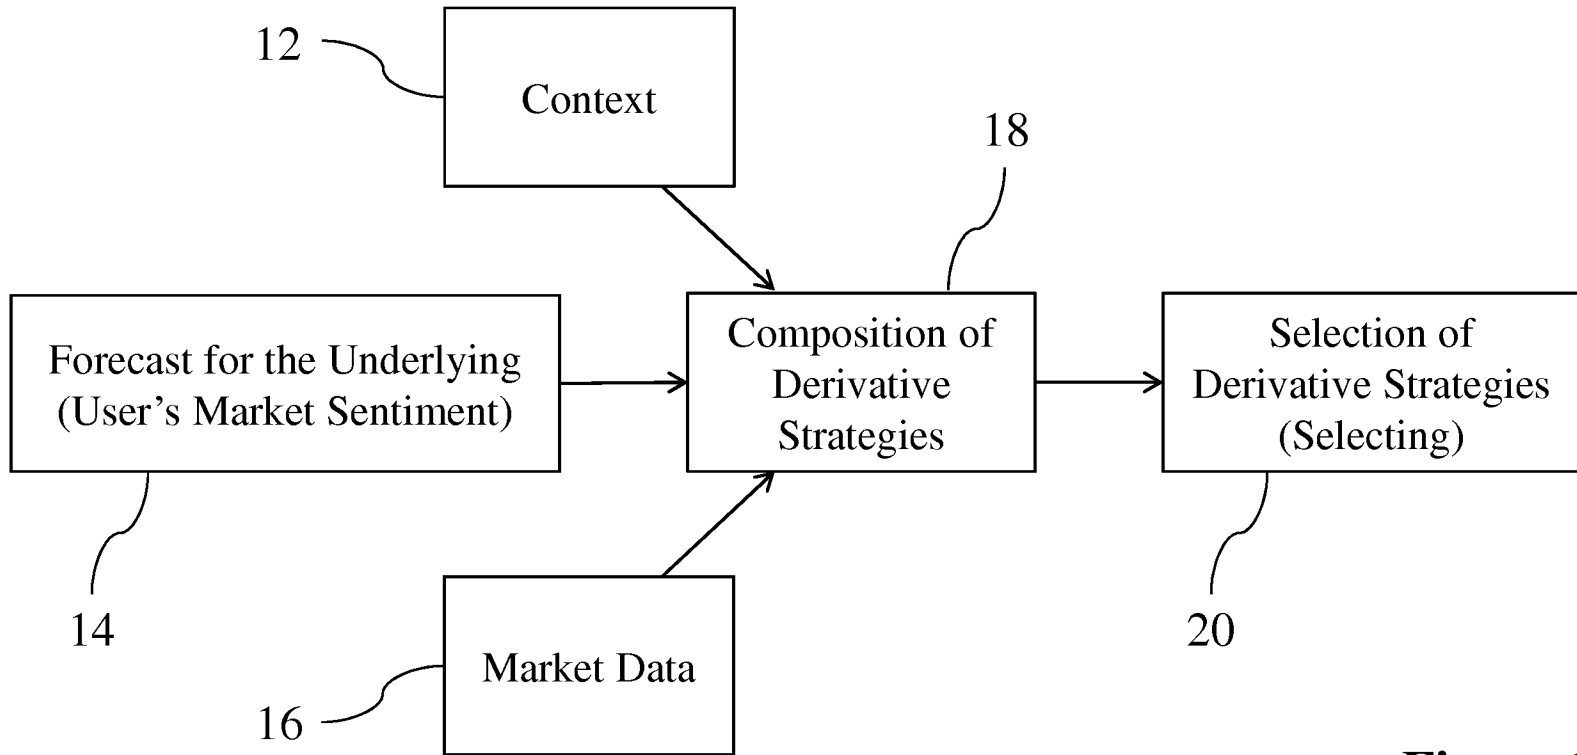 12
Context
18
Forecast for the Underlying
(User’s Market Sentiment)
Composition of
Derivative
Strategies
Selection of
Derivative Strategies
(Selecting)
14
20
Market Data
16